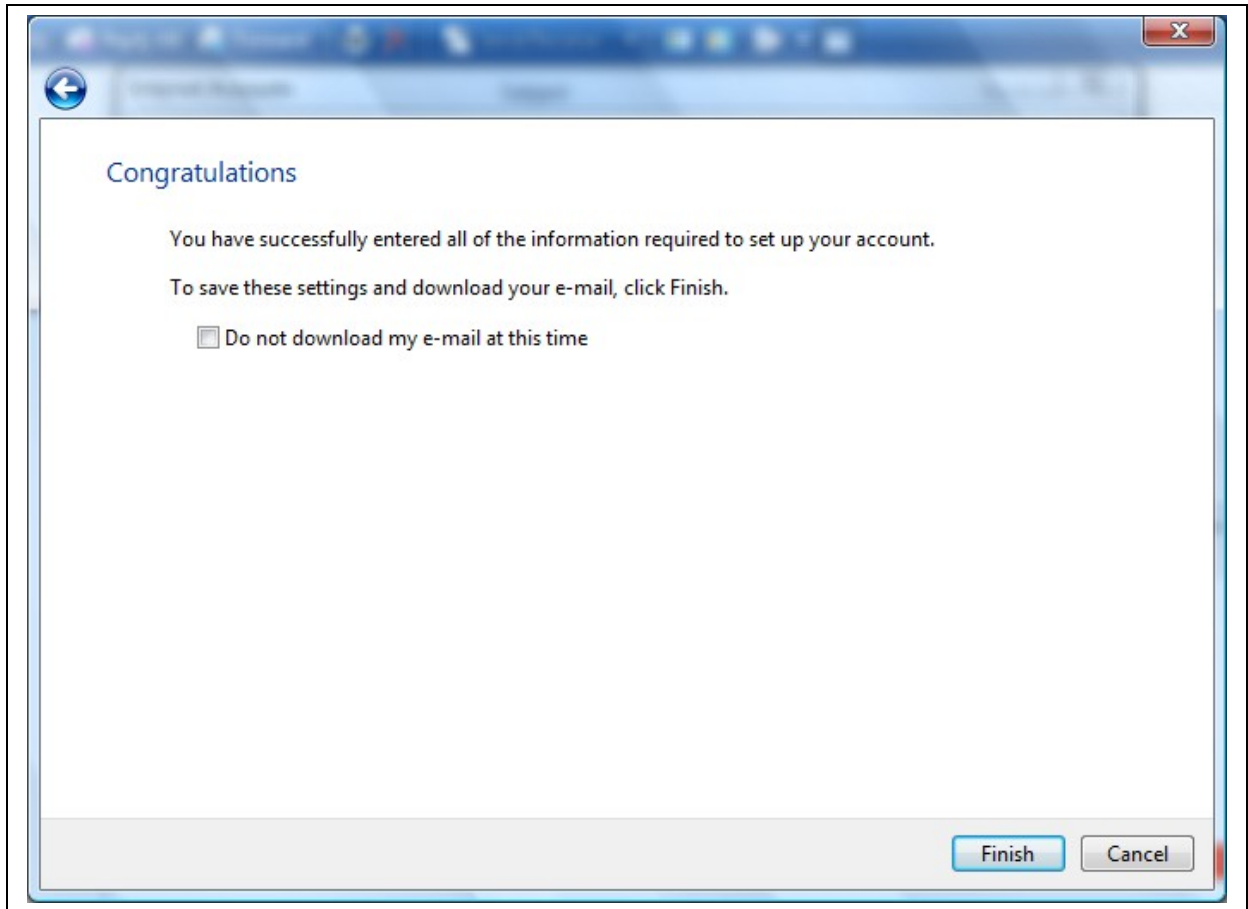 Congratulations
You have successfully entered all of the information required to set up your account.
To save these settings and download your e-mail, click Finish.
Do not download my e-mail at this time
Finish
Cancel